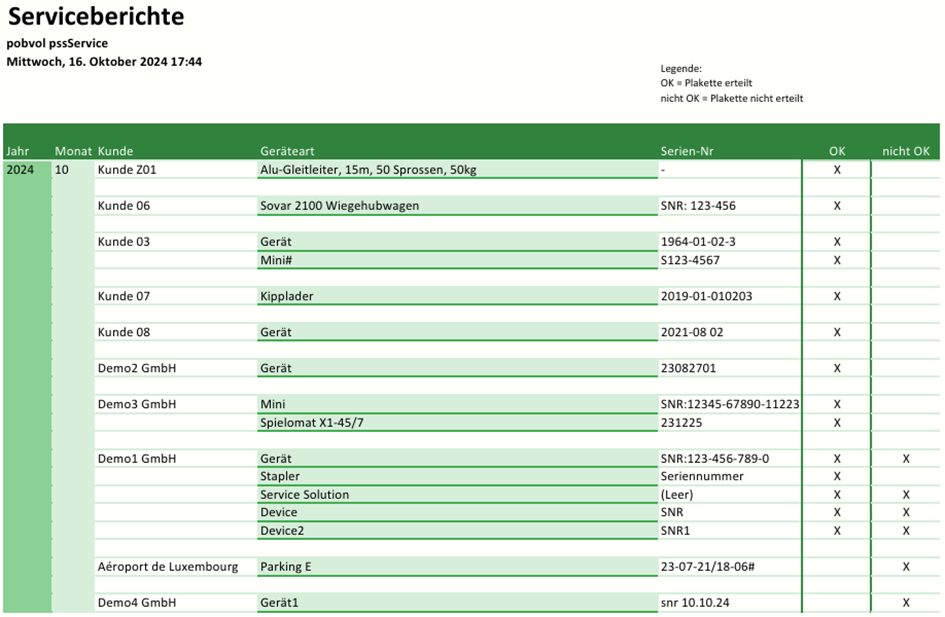 Serviceberichte
pobvol pssService
Mittwoch, 16. Oktober 2024 17:44
Legende:
OK = Plakette erteilt
nicht OK = Plakette nicht erteilt
Jahr Monat Kunde Geräteart Serien-Nr OK nicht OK
2024 10 Kunde Z01 Alu-Gleitleiter, 15m, 50 Sprossen, 50kg - X
Kunde 06 Sovar 2100 Wiegehubwagen SNR: 123-456 X
Kunde 03 Gerät 1964-01-02-3 X
Mini# S123-4567 X
Kunde 07 Kipplader 2019-01-010203 X
Kunde 08 Gerät 2021-08 02 X
Demo2 GmbH Gerät 23082701 X
Demo3 GmbH Mini SNR:12345-67890-11223 X
Spielomat X1-45/7 231225 X
Demo1 GmbH Gerät SNR:123-456-789-0 X X
Stapler Seriennummer X
Service Solution (Leer) X X
Device SNR X X
Device2 SNR1 X X
Aéroport de Luxembourg Parking E 23-07-21/18-06# X
Demo4 GmbH Gerät1 snr 10.10.24 X